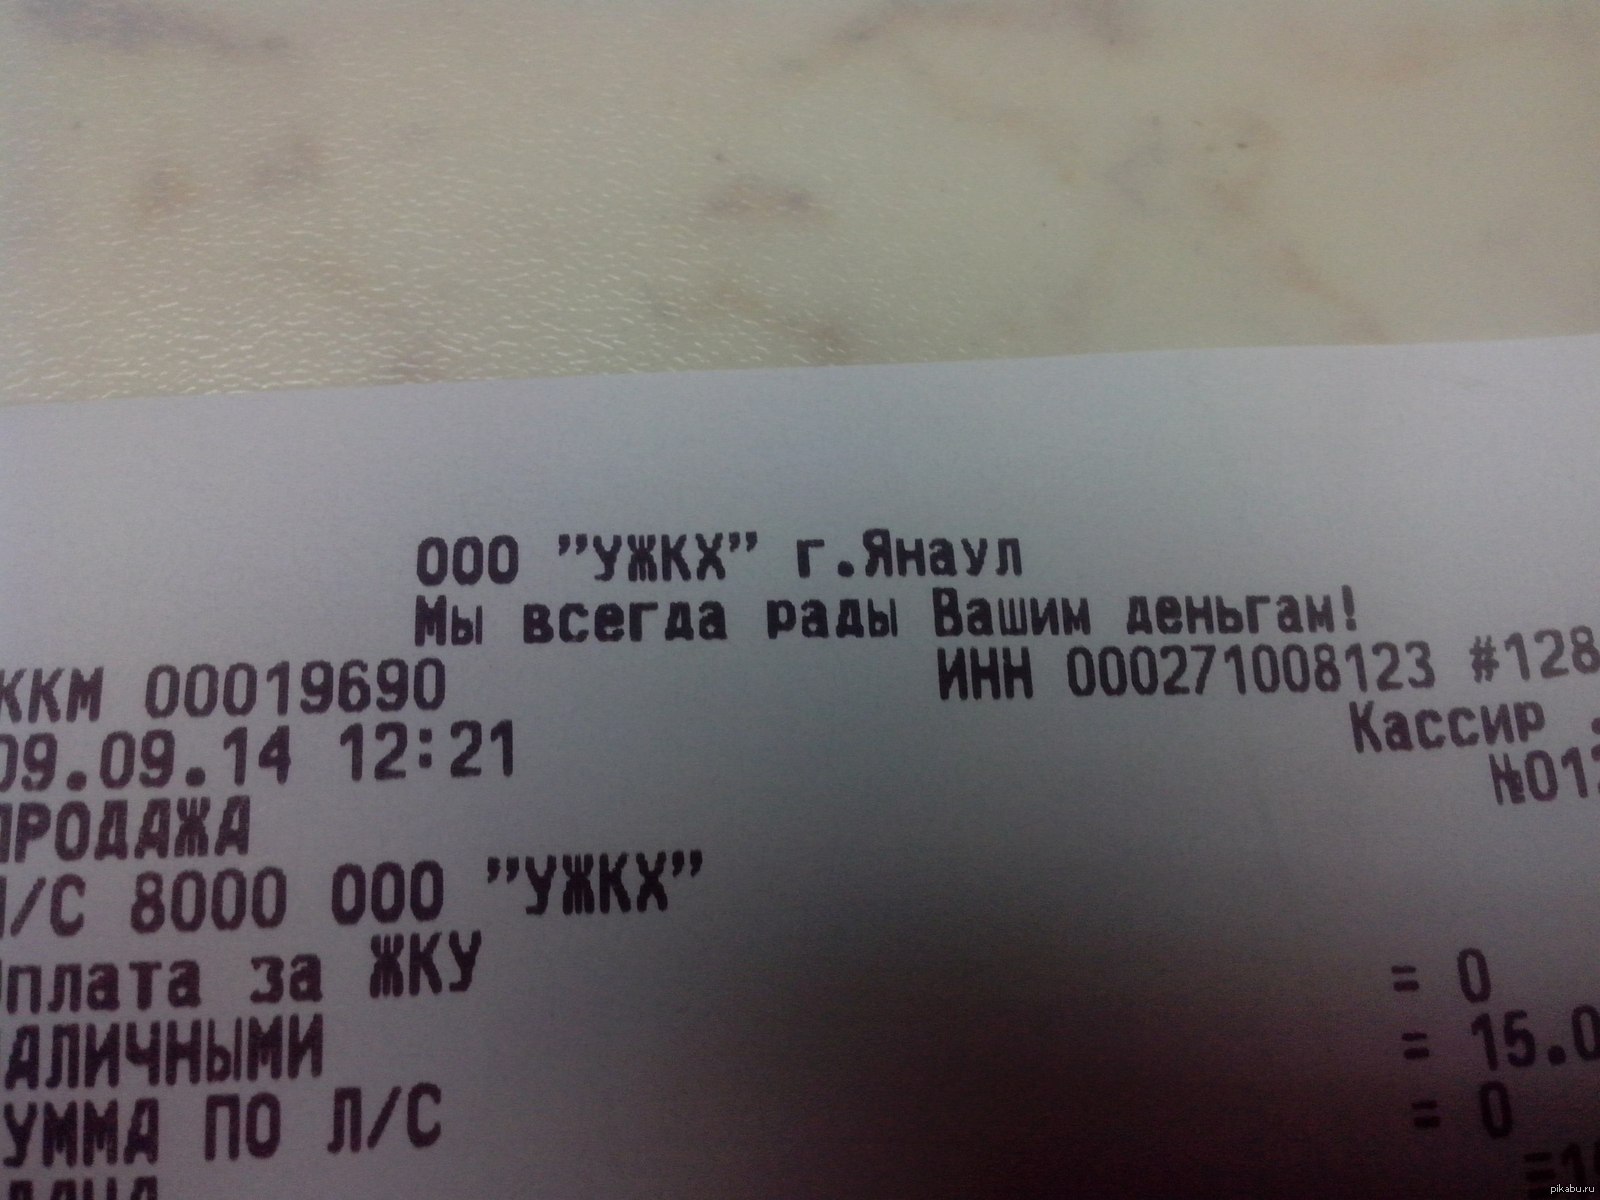 ООО "УЖКХ" г.Янаул
Мы всегда рады Вашим деньгам!
ККМ 00019690 ИНН 000271008123 #128
09.09.14 12:21 Кассир
ПРОДАЖА №012
Л/С 8000 ООО "УЖКХ"
Оплата за ЖКУ = 0
НАЛИЧНЫМИ = 15.0
СУММА ПО Л/С = 0
pikabu.ru